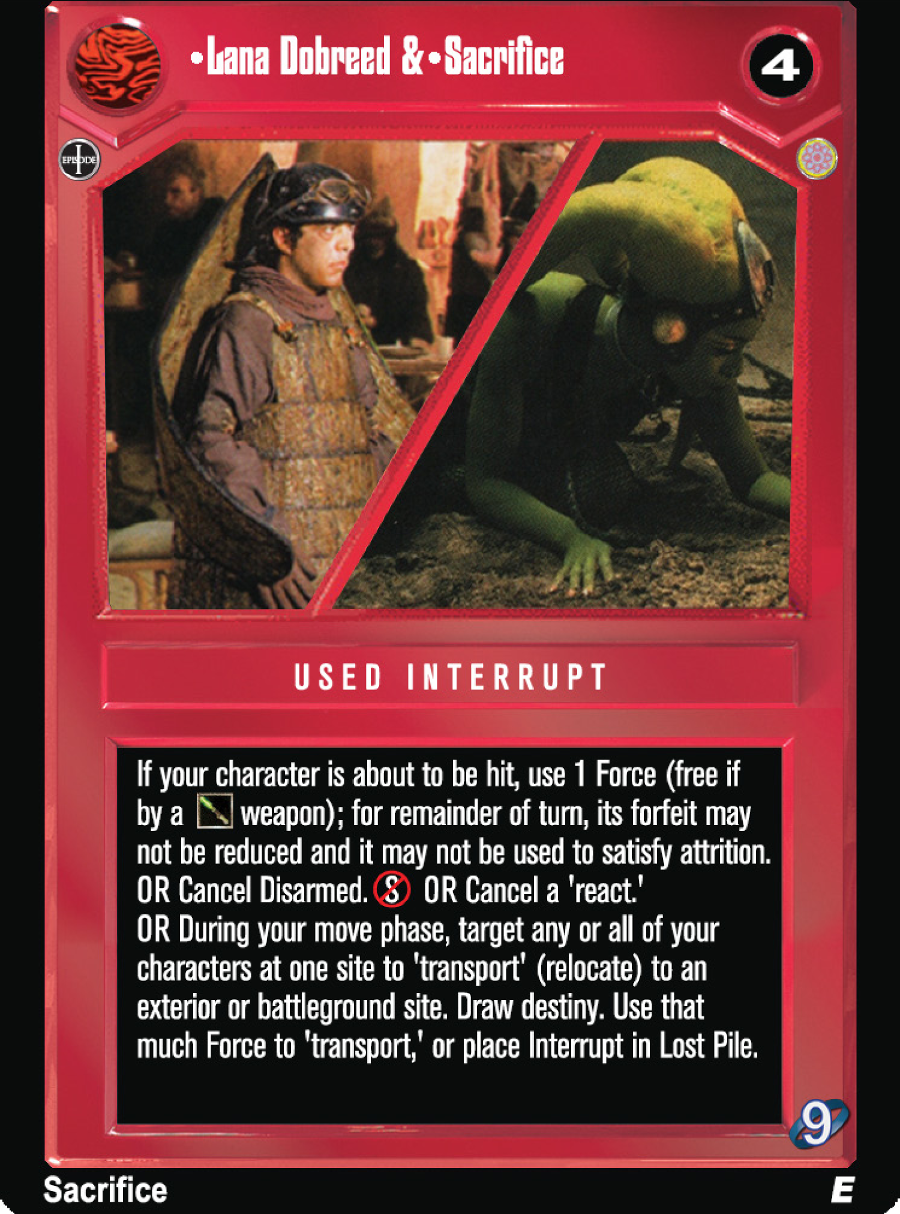 •Lana Dobreed & •Sacrifice
4
EPISODE I
USED INTERRUPT
If your character is about to be hit, use 1 Force (free if
by a weapon); for remainder of turn, its forfeit may
not be reduced and it may not be used to satisfy attrition.
OR Cancel Disarmed. 8 OR Cancel a 'react.'
OR During your move phase, target any or all of your
characters at one site to 'transport' (relocate) to an
exterior or battleground site. Draw destiny. Use that
much Force to 'transport,' or place Interrupt in Lost Pile.
9
Sacrifice E